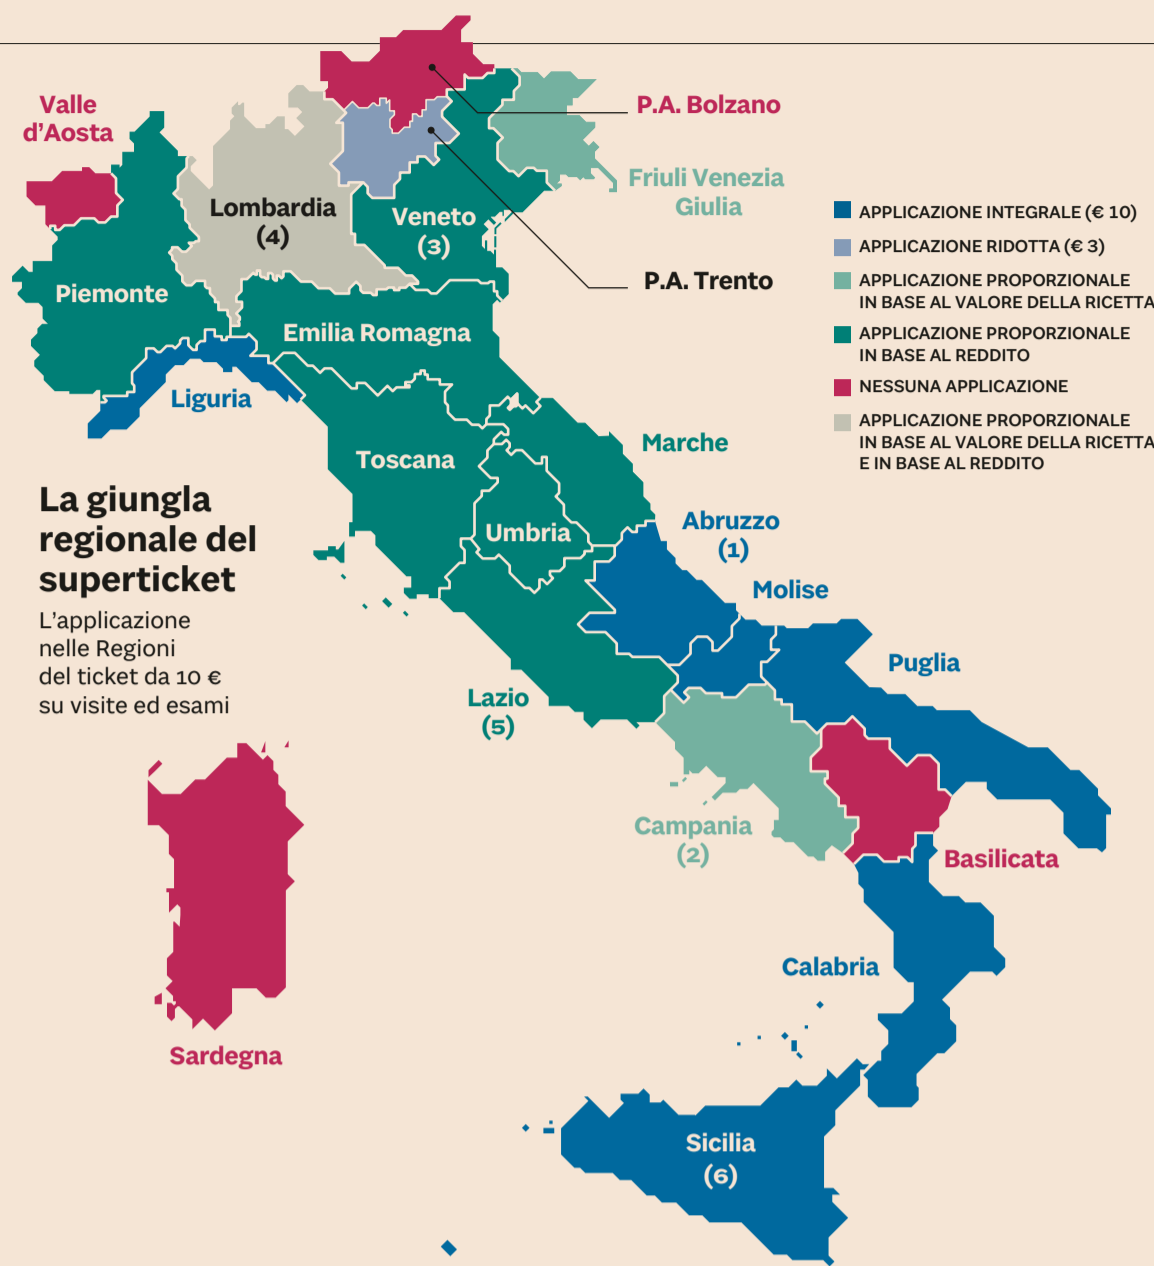 Valle
d'Aosta
P.A. Bolzano
Friuli Venezia
Giulia
Lombardia
(4)
Veneto
(3)
P.A. Trento
Piemonte
Emilia Romagna
Liguria
APPLICAZIONE INTEGRALE (€ 10)
APPLICAZIONE RIDOTTA (€ 3)
APPLICAZIONE PROPORZIONALE
IN BASE AL VALORE DELLA RICETTA
APPLICAZIONE PROPORZIONALE
IN BASE AL REDDITO
NESSUNA APPLICAZIONE
APPLICAZIONE PROPORZIONALE
IN BASE AL VALORE DELLA RICETTA
E IN BASE AL REDDITO
Marche
Toscana
La giungla
regionale del
superticket
L'applicazione
nelle Regioni
del ticket da 10 €
su visite ed esami
Umbria
Abruzzo
(1)
Molise
Puglia
Lazio
(5)
Campania
(2)
Basilicata
Calabria
Sardegna
Sicilia
(6)